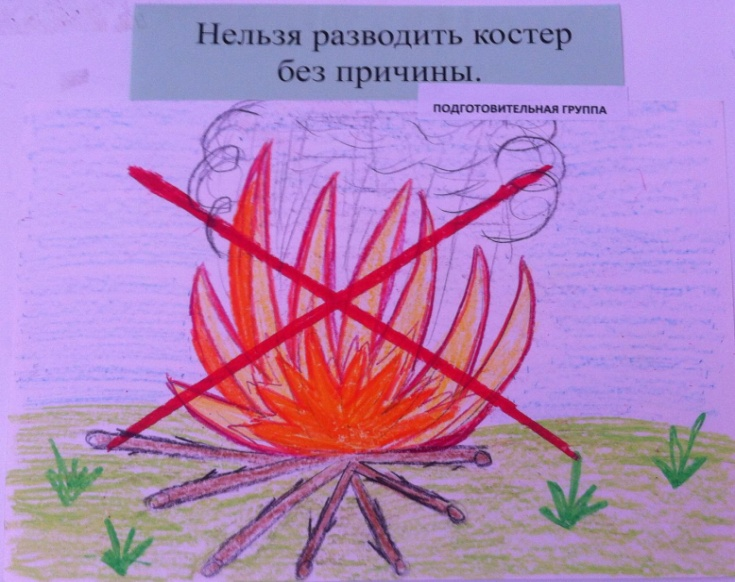 Нельзя разводить костер
без причины.
ПОДГОТОВИТЕЛЬНАЯ ГРУППА